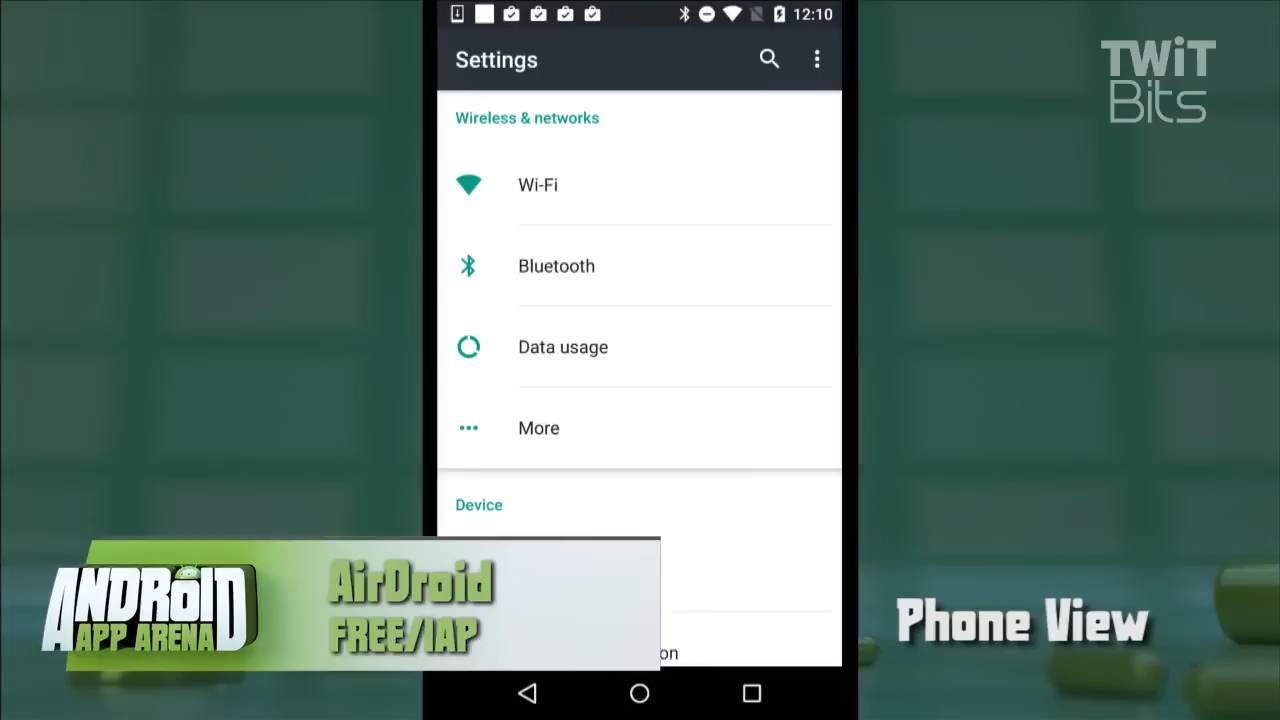 12:10
Settings
TWiT
Bits
Wireless & networks
Wi-Fi
Bluetooth
Data usage
More
Device
ANDROID
APP ARENA
AirDroid
FREE/IAP
on
Phone View